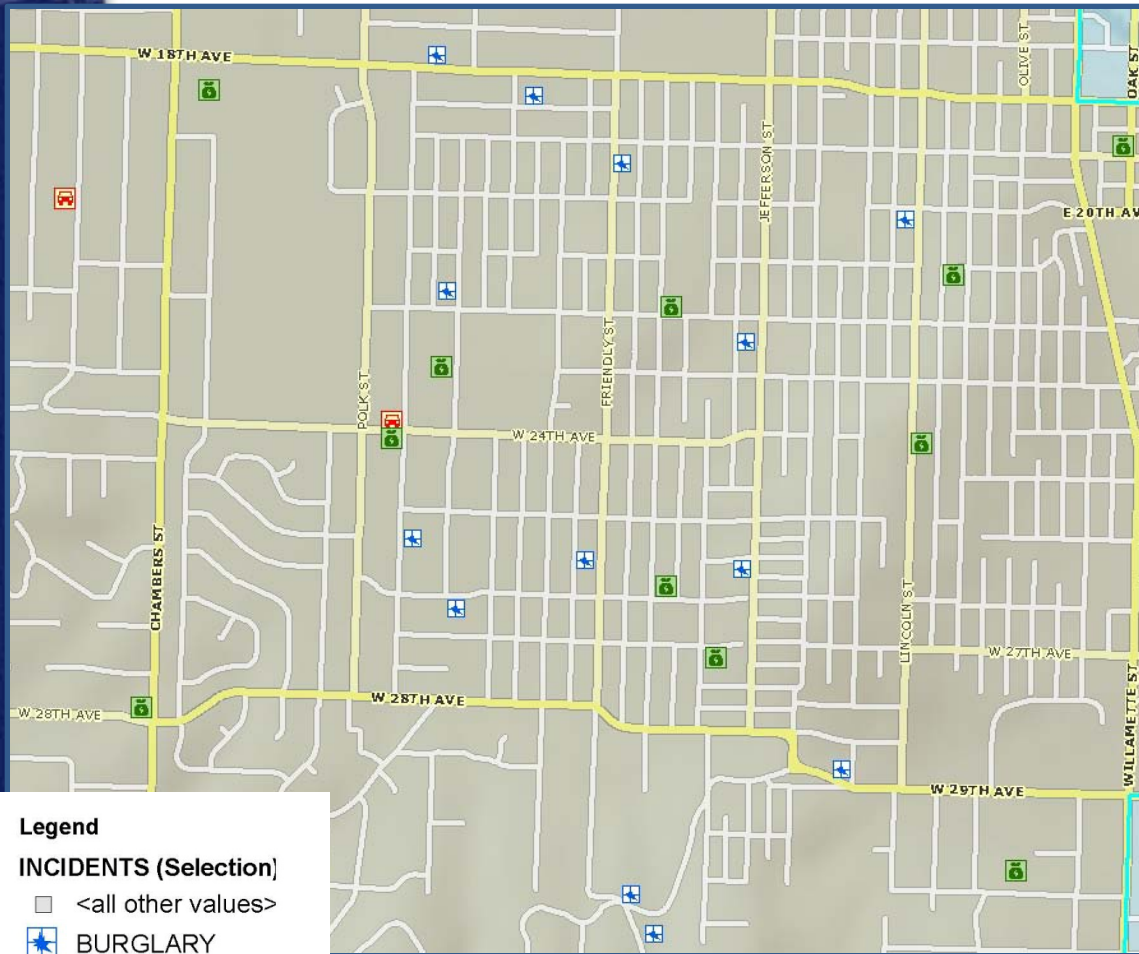 W 18TH AVE
OLIVE ST
OAK ST
JEFFERSON ST
E 20TH AV
FRIENDLY ST
POLK ST
W 24TH AVE
CHAMBERS ST
LINCOLN ST
W 27TH AVE
WILLAMETTE ST
W 28TH AVE
W 28TH AVE
W 29TH AVE
Legend
INCIDENTS (Selection)
<all other values>
BURGLARY